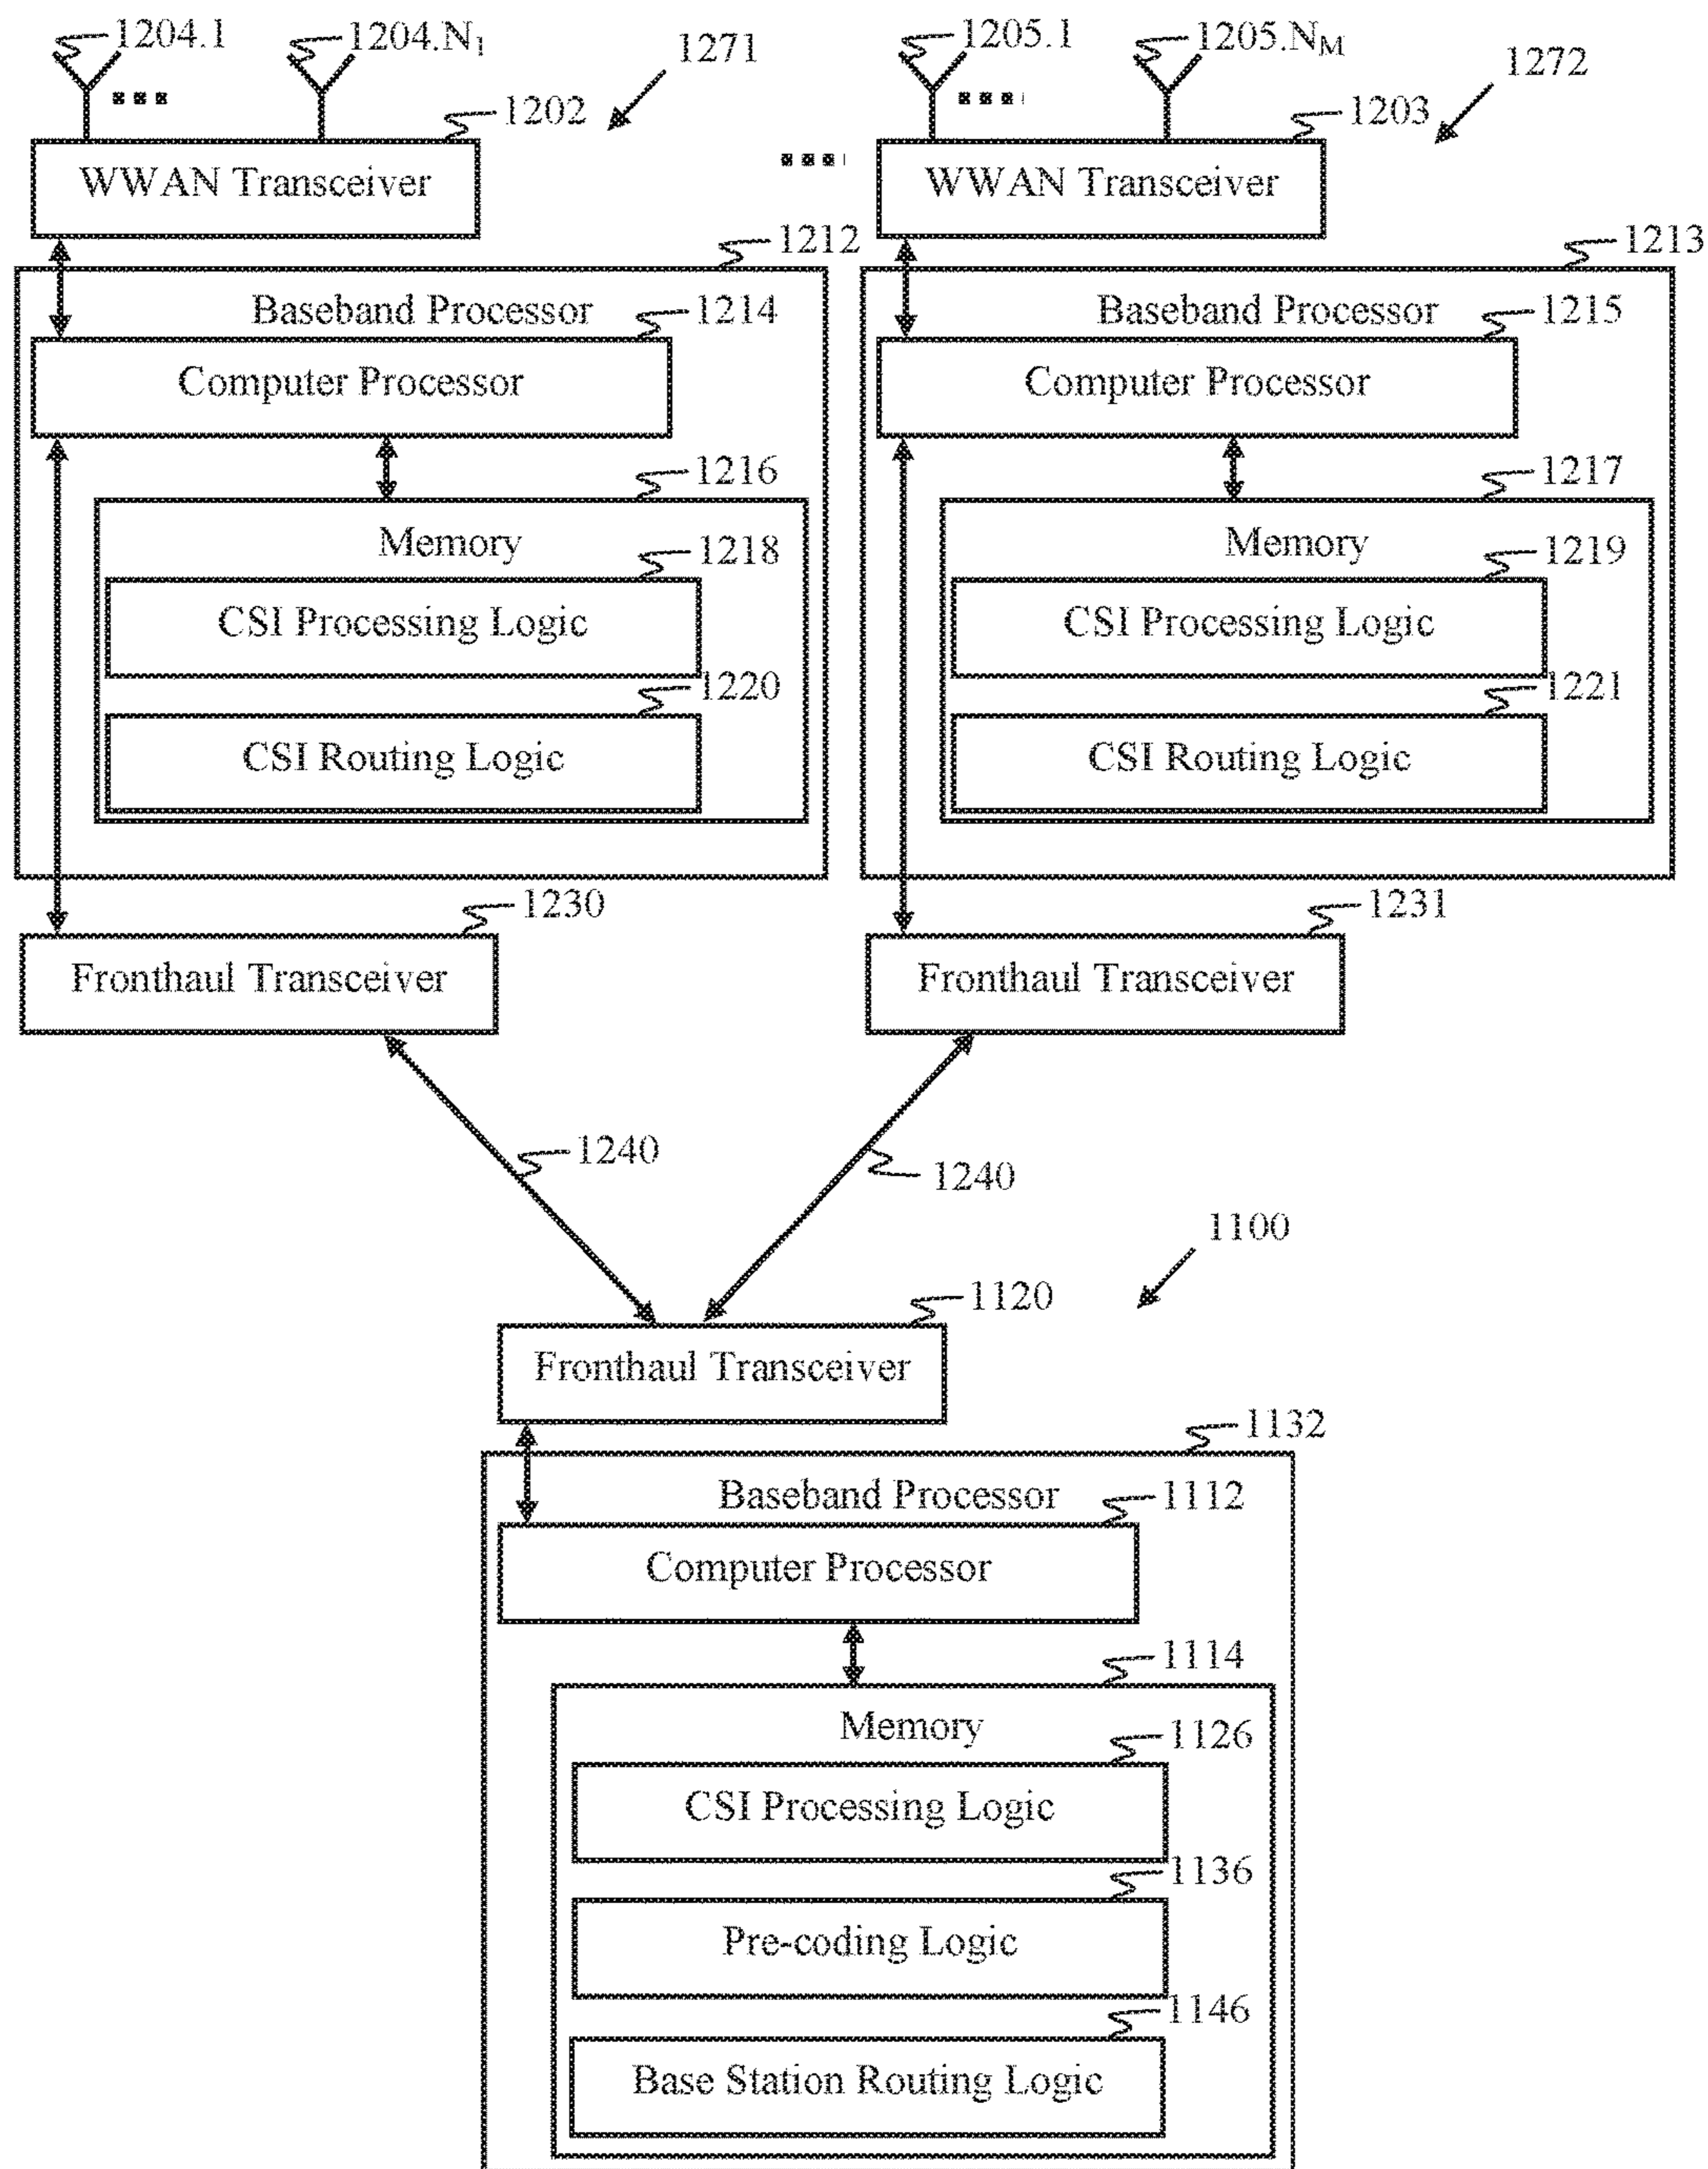 1204.1 1204.N1 1271 1205.1 1205.NM 1272
1202 1203
WWAN Transceiver WWAN Transceiver
1212 1213
Baseband Processor 1214 Baseband Processor 1215
Computer Processor Computer Processor
1216 1217
Memory 1218 Memory 1219
CSI Processing Logic CSI Processing Logic
1220 1221
CSI Routing Logic CSI Routing Logic
1230 1231
Fronthaul Transceiver Fronthaul Transceiver
1240 1240
1100
1120
Fronthaul Transceiver
1132
Baseband Processor 1112
Computer Processor
1114
Memory 1126
CSI Processing Logic
1136
Pre-coding Logic
1146
Base Station Routing Logic